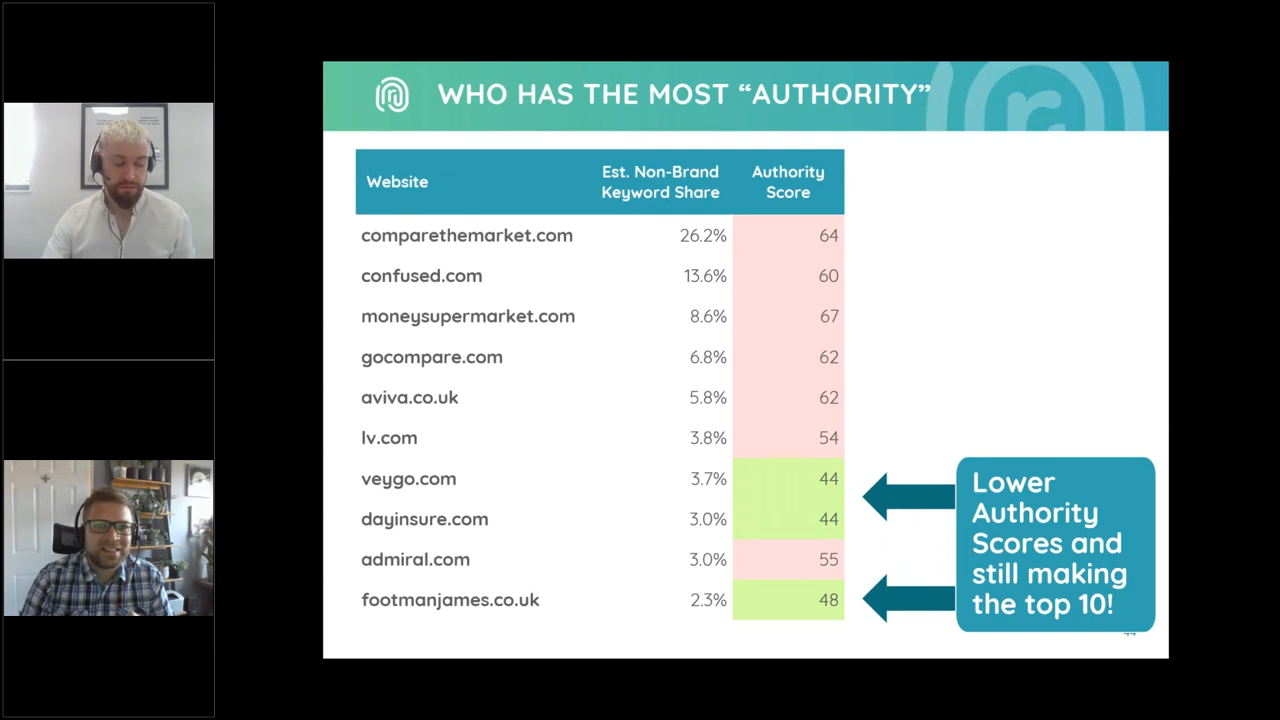 WHO HAS THE MOST “AUTHORITY”
Website Est. Non-Brand Keyword Share Authority Score
comparethemarket.com 26.2% 64
confused.com 13.6% 60
moneysupermarket.com 8.6% 67
gocompare.com 6.8% 62
aviva.co.uk 5.8% 62
lv.com 3.8% 54
veygo.com 3.7% 44
dayinsure.com 3.0% 44
admiral.com 3.0% 55
footmanjames.co.uk 2.3% 48
Lower
Authority
Scores and
still making
the top 10!